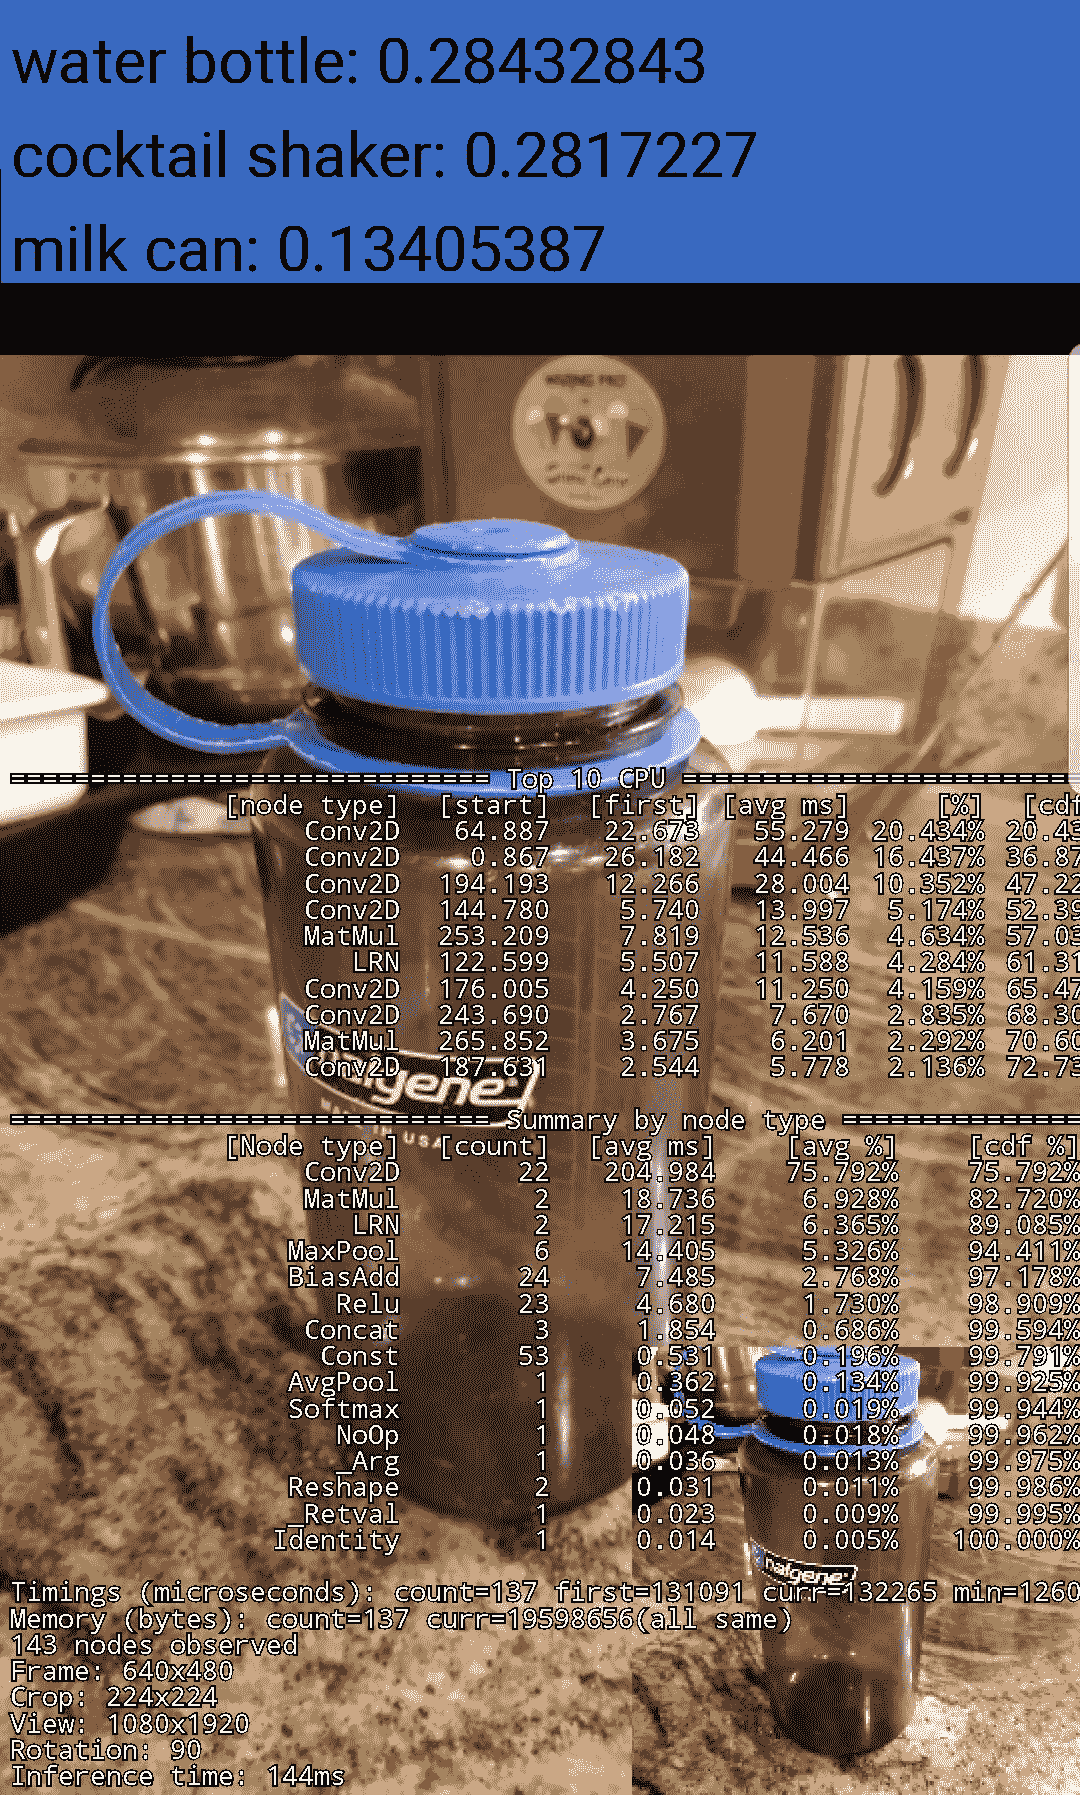 water bottle: 0.28432843
cocktail shaker: 0.2817227
milk can: 0.13405387
WARING PRO
============================== Top 10 CPU ==============================
[node type] [start] [first] [avg ms] [%] [cdf
Conv2D 64.887 22.673 55.279 20.434% 20.43
Conv2D 0.867 26.182 44.466 16.437% 36.87
Conv2D 194.193 12.266 28.004 10.352% 47.22
Conv2D 144.780 5.740 13.997 5.174% 52.39
MatMul 253.209 7.819 12.536 4.634% 57.03
LRN 122.599 5.507 11.588 4.284% 61.31
Conv2D 176.005 4.250 11.250 4.159% 65.47
Conv2D 243.690 2.767 7.670 2.835% 68.30
MatMul 265.852 3.675 6.201 2.292% 70.60
Conv2D 187.631 2.544 5.778 2.136% 72.73
nalgene
USA
============================== Summary by node type ==============================
[Node type] [count] [avg ms] [avg %] [cdf %]
Conv2D 22 204.984 75.792% 75.792%
MatMul 2 18.736 6.928% 82.720%
LRN 2 17.215 6.365% 89.085%
MaxPool 6 14.405 5.326% 94.411%
BiasAdd 24 7.485 2.768% 97.178%
Relu 23 4.680 1.730% 98.909%
Concat 3 1.854 0.686% 99.594%
Const 53 0.531 0.196% 99.791%
AvgPool 1 0.362 0.134% 99.925%
Softmax 1 0.052 0.019% 99.944%
NoOp 1 0.048 0.018% 99.962%
_Arg 1 0.036 0.013% 99.975%
Reshape 2 0.031 0.011% 99.986%
_Retval 1 0.023 0.009% 99.995%
Identity 1 0.014 0.005% 100.000%
nalgene
Timings (microseconds): count=137 first=131091 curr=132265 min=1260
Memory (bytes): count=137 curr=19598656(all same)
143 nodes observed
Frame: 640x480
Crop: 224x224
View: 1080x1920
Rotation: 90
Inference time: 144ms